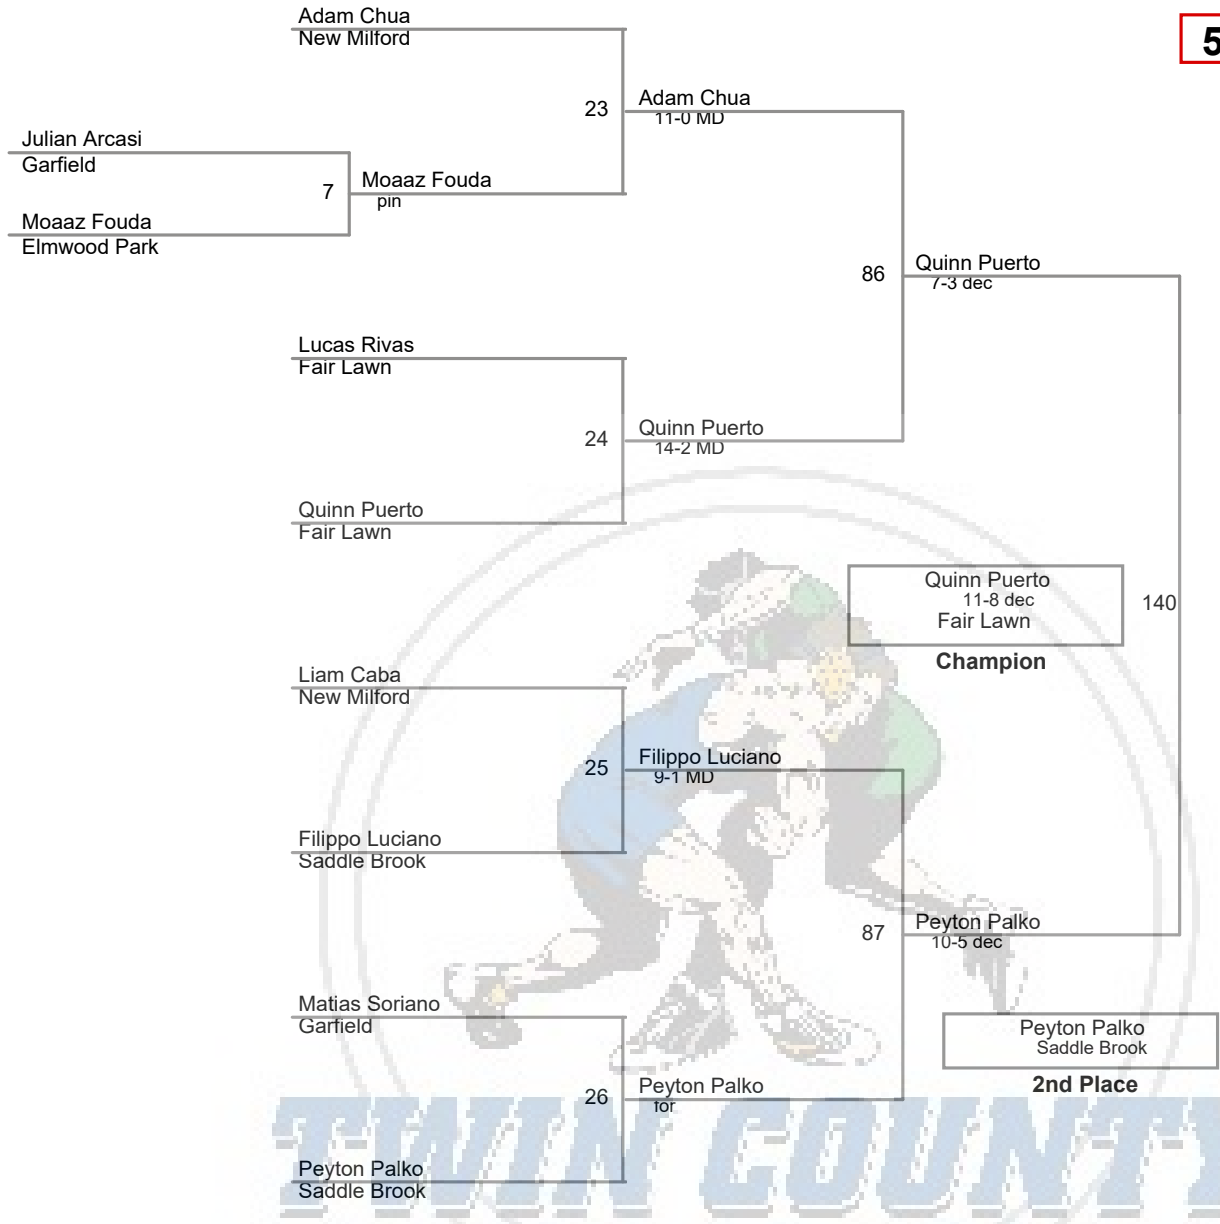 Adam Chua
New Milford
5
23
Adam Chua
11-0 MD
Julian Arcasi
Garfield
7
Moaaz Fouda
pin
Moaaz Fouda
Elmwood Park
86
Quinn Puerto
7-3 dec
Lucas Rivas
Fair Lawn
24
Quinn Puerto
14-2 MD
Quinn Puerto
Fair Lawn
Quinn Puerto
11-8 dec
Fair Lawn
140
Champion
Liam Caba
New Milford
25
Filippo Luciano
9-1 MD
Filippo Luciano
Saddle Brook
87
Peyton Palko
10-5 dec
Matias Soriano
Garfield
Peyton Palko
Saddle Brook
2nd Place
26
Peyton Palko
for
Peyton Palko
Saddle Brook
TWIN COUNTY